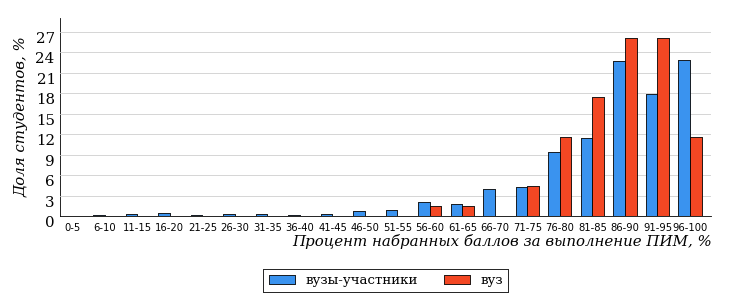 Доля студентов, %
27
24
21
18
15
12
9
6
3
0
0-5 6-10 11-15 16-20 21-25 26-30 31-35 36-40 41-45 46-50 51-55 56-60 61-65 66-70 71-75 76-80 81-85 86-90 91-95 96-100
Процент набранных баллов за выполнение ПИМ, %
вузы-участники вуз